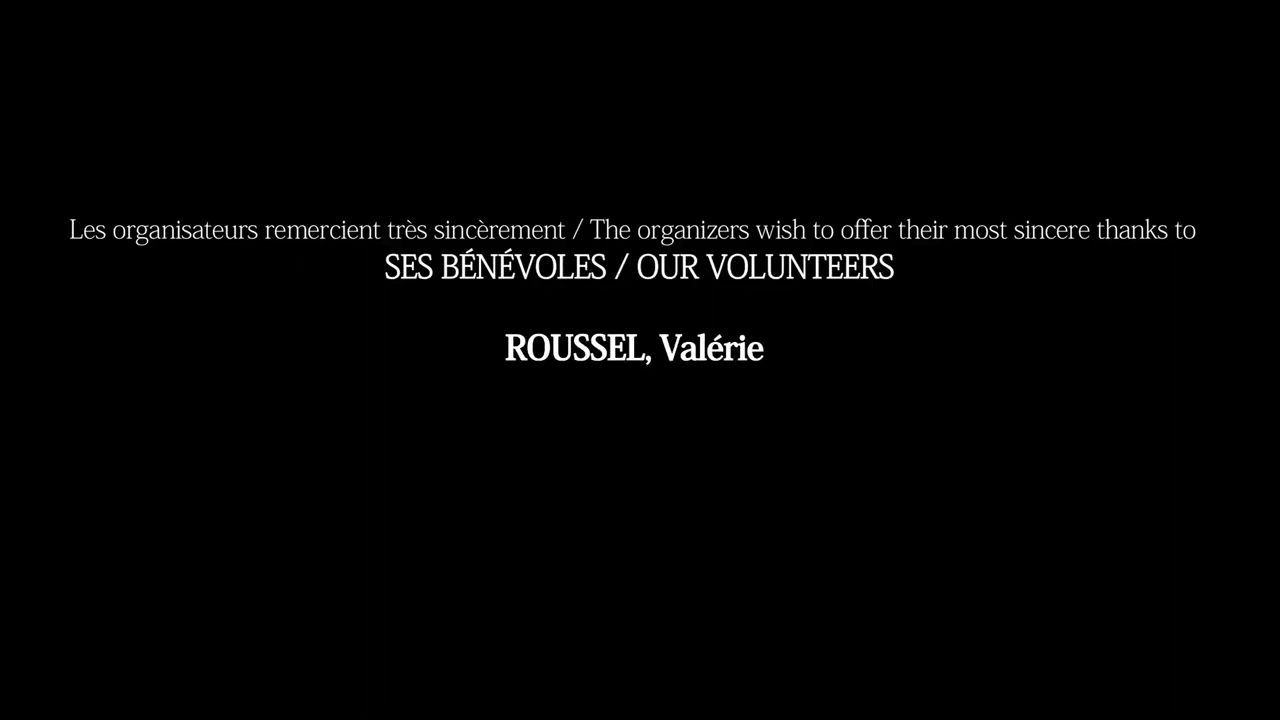 Les organisateurs remercient très sincèrement / The organizers wish to offer their most sincere thanks to
SES BÉNÉVOLES / OUR VOLUNTEERS
ROUSSEL, Valérie